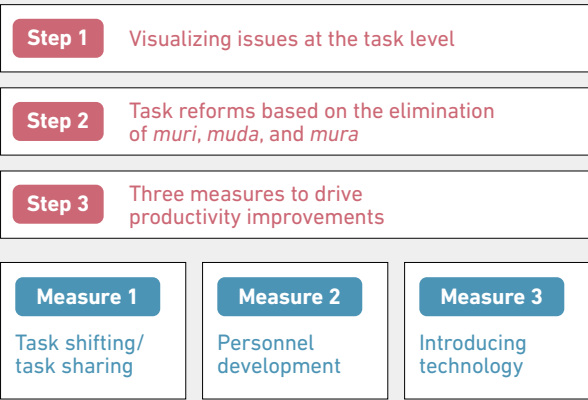 Step 1
Visualizing issues at the task level
Step 2
Task reforms based on the elimination
of muri, muda, and mura
Step 3
Three measures to drive
productivity improvements
Measure 1
Task shifting/
task sharing
Measure 2
Personnel
development
Measure 3
Introducing
technology